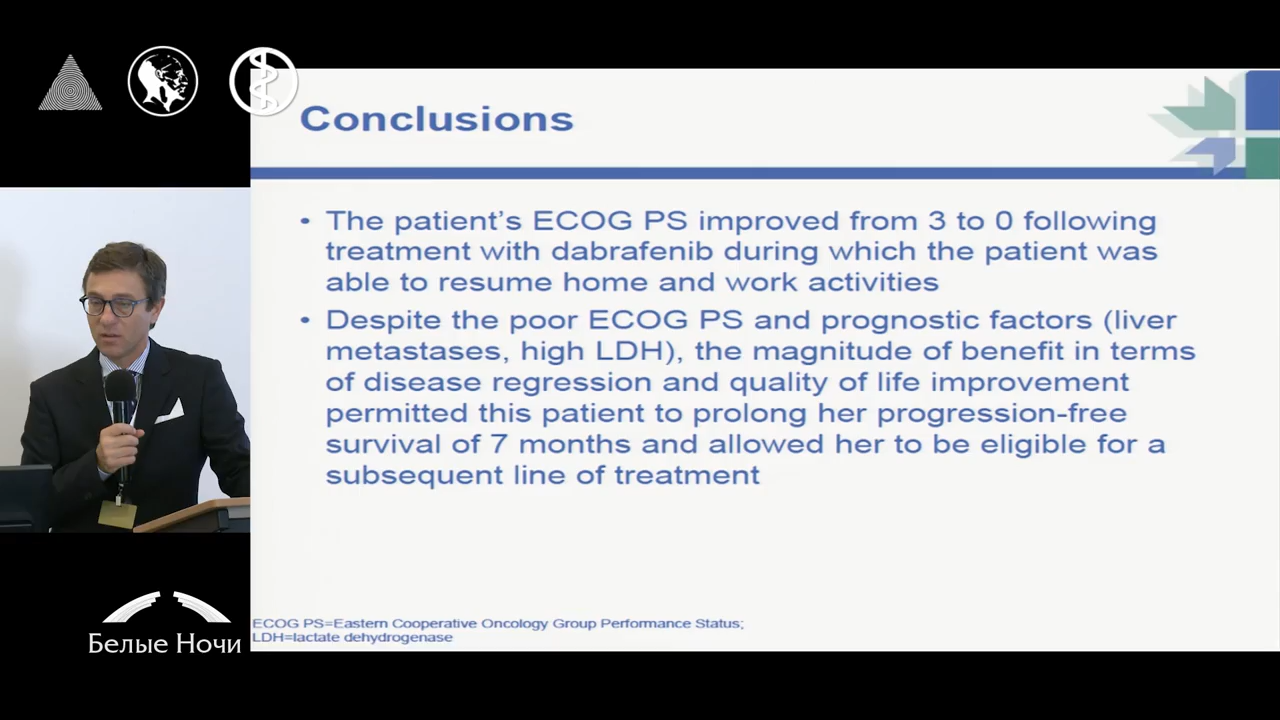 Conclusions
• The patient's ECOG PS improved from 3 to 0 following
treatment with dabrafenib during which the patient was
able to resume home and work activities
• Despite the poor ECOG PS and prognostic factors (liver
metastases, high LDH), the magnitude of benefit in terms
of disease regression and quality of life improvement
permitted this patient to prolong her progression-free
survival of 7 months and allowed her to be eligible for a
subsequent line of treatment
ECOG PS=Eastern Cooperative Oncology Group Performance Status;
LDH=lactate dehydrogenase
Белые Ночи